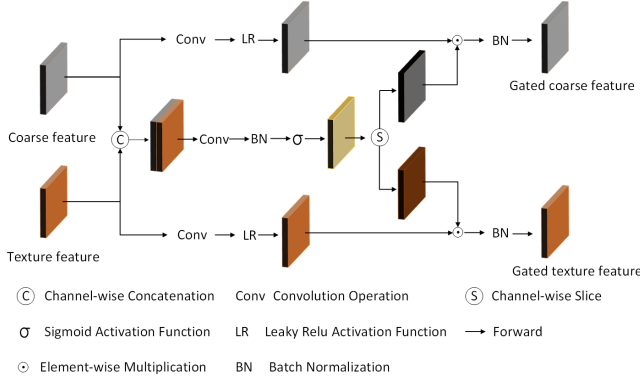 Conv LR BN
Coarse feature
Gated coarse feature
C Conv BN σ S
Texture feature
Conv LR BN
Gated texture feature
C Channel-wise Concatenation Conv Convolution Operation S Channel-wise Slice
σ Sigmoid Activation Function LR Leaky Relu Activation Function Forward
Element-wise Multiplication BN Batch Normalization